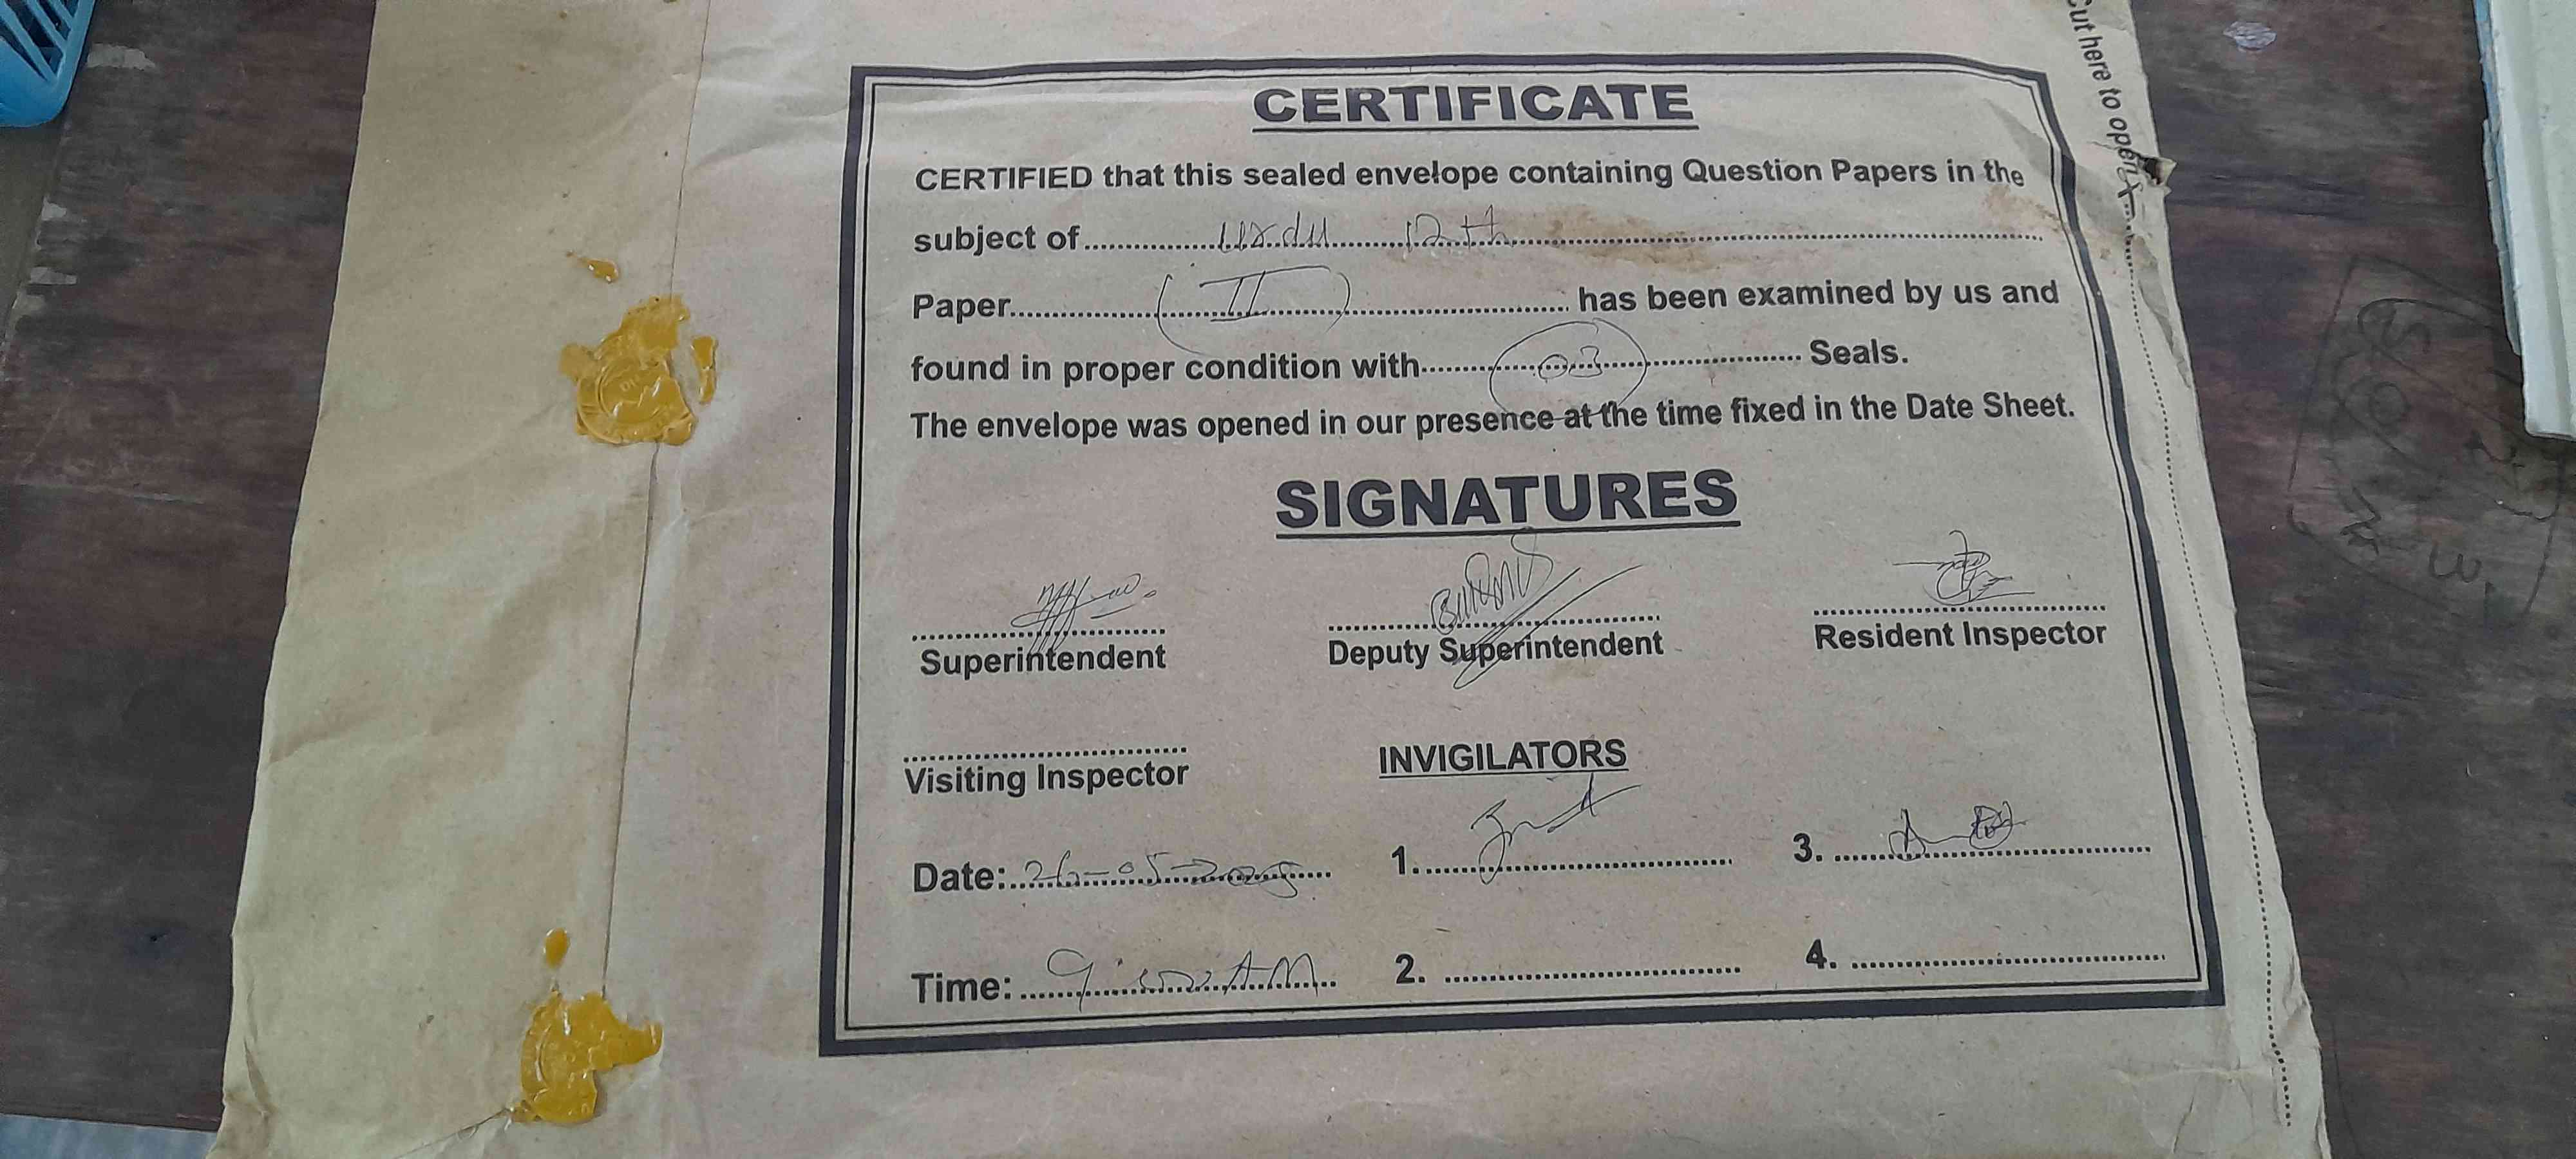 Cut here to open
CERTIFICATE
CERTIFIED that this sealed envelope containing Question Papers in the
subject of Urdu 12th
Paper (II) has been examined by us and
found in proper condition with 03 Seals.
The envelope was opened in our presence at the time fixed in the Date Sheet.
SIGNATURES
Superintendent Deputy Superintendent Resident Inspector
Visiting Inspector
INVIGILATORS
Date: 26-05-2025 1. 3.
Time: 9:00 AM 2. 4.